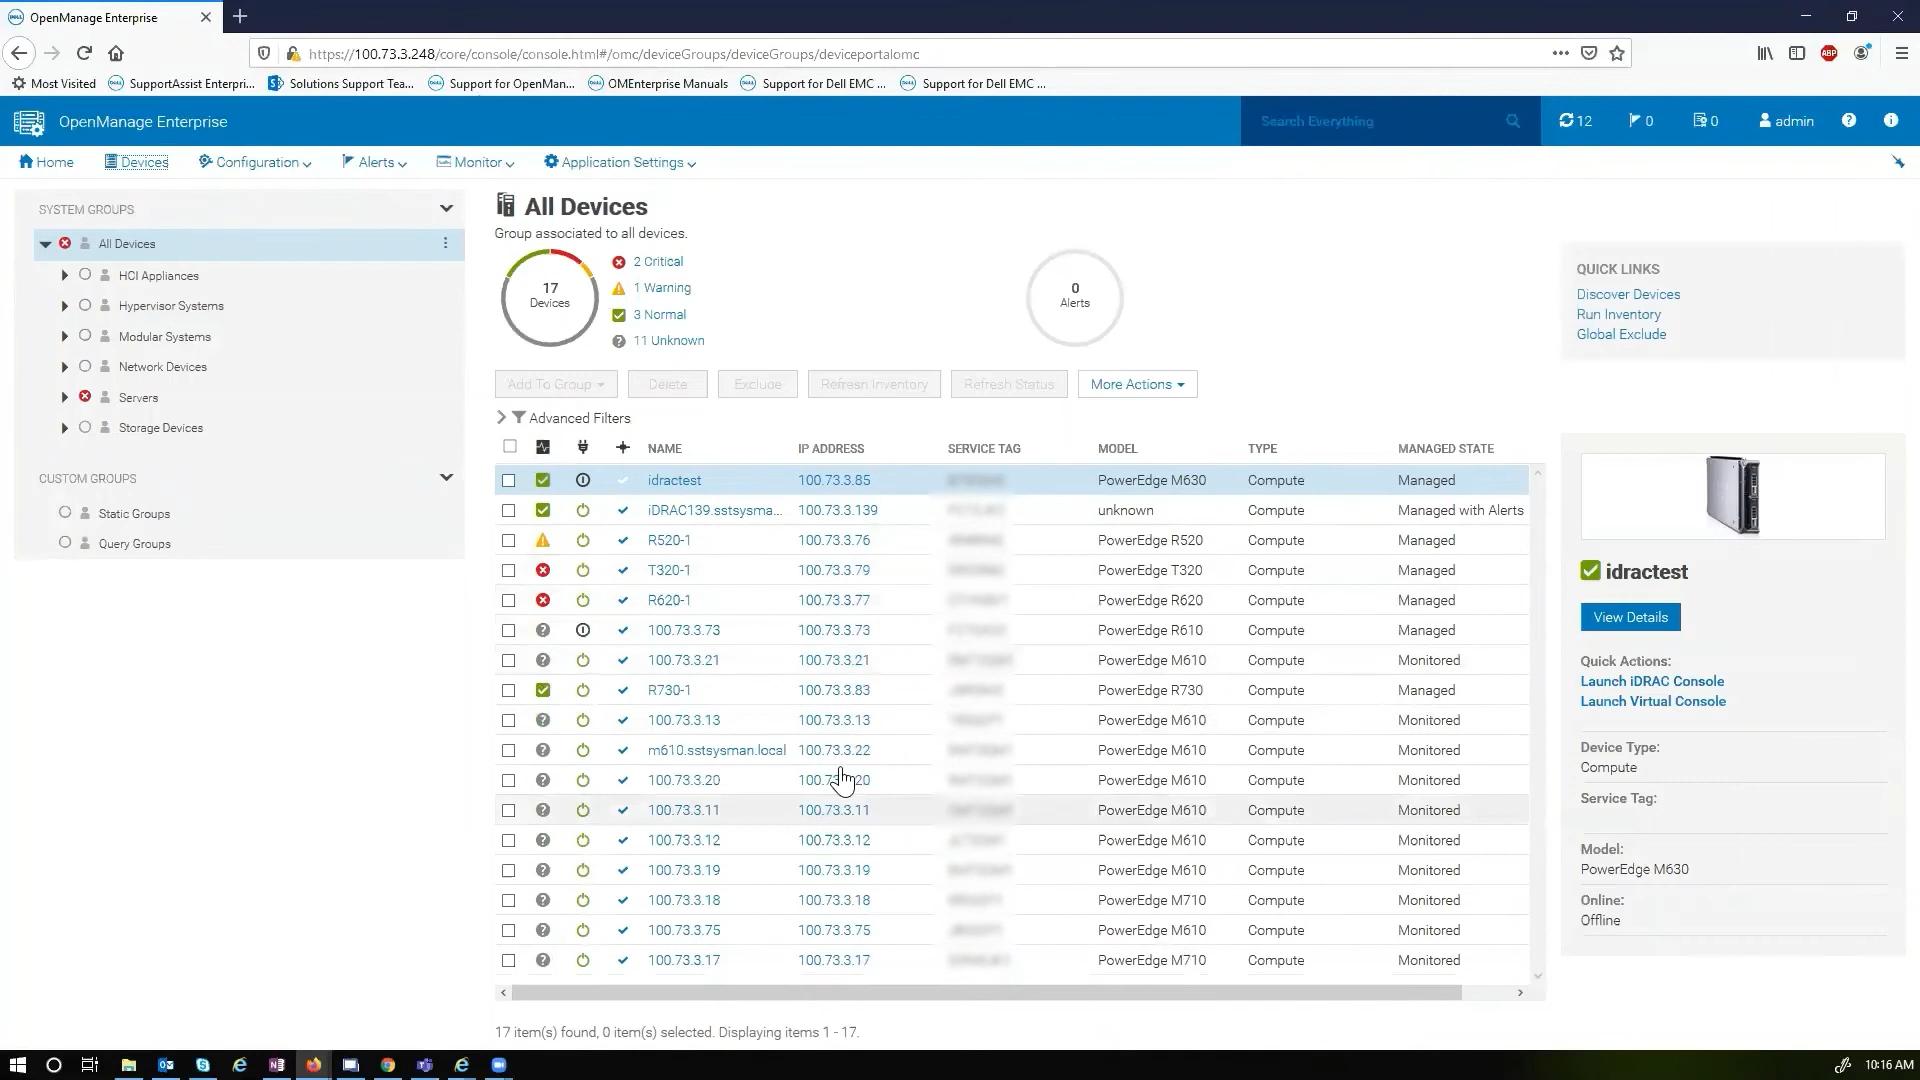 OpenManage Enterprise
https://100.73.3.248/core/console/console.html#/omc/deviceGroups/deviceGroups/deviceportalomc
Most Visited SupportAssist Enterpri... Solutions Support Tea... Support for OpenMan... OMEnterprise Manuals Support for Dell EMC ... Support for Dell EMC ...
OpenManage Enterprise Search Everything 12 0 0 admin
Home Devices Configuration Alerts Monitor Application Settings
SYSTEM GROUPS
All Devices
HCI Appliances
Hypervisor Systems
Modular Systems
Network Devices
Servers
Storage Devices
CUSTOM GROUPS
Static Groups
Query Groups
All Devices
Group associated to all devices.
17
Devices
2 Critical
1 Warning
3 Normal
11 Unknown
0
Alerts
QUICK LINKS
Discover Devices
Run Inventory
Global Exclude
Add To Group Delete Exclude Refresh Inventory Refresh Status More Actions
Advanced Filters
NAME IP ADDRESS SERVICE TAG MODEL TYPE MANAGED STATE
idractest 100.73.3.85 PowerEdge M630 Compute Managed
iDRAC139.sstsysma... 100.73.3.139 unknown Compute Managed with Alerts
R520-1 100.73.3.76 PowerEdge R520 Compute Managed
T320-1 100.73.3.79 PowerEdge T320 Compute Managed
R620-1 100.73.3.77 PowerEdge R620 Compute Managed
100.73.3.73 100.73.3.73 PowerEdge R610 Compute Managed
100.73.3.21 100.73.3.21 PowerEdge M610 Compute Monitored
R730-1 100.73.3.83 PowerEdge R730 Compute Managed
100.73.3.13 100.73.3.13 PowerEdge M610 Compute Monitored
m610.sstsysman.local 100.73.3.22 PowerEdge M610 Compute Monitored
100.73.3.20 100.73.3.20 PowerEdge M610 Compute Monitored
100.73.3.11 100.73.3.11 PowerEdge M610 Compute Monitored
100.73.3.12 100.73.3.12 PowerEdge M610 Compute Monitored
100.73.3.19 100.73.3.19 PowerEdge M610 Compute Monitored
100.73.3.18 100.73.3.18 PowerEdge M710 Compute Monitored
100.73.3.75 100.73.3.75 PowerEdge M610 Compute Monitored
100.73.3.17 100.73.3.17 PowerEdge M710 Compute Monitored
17 item(s) found, 0 item(s) selected. Displaying items 1 - 17.
idractest
View Details
Quick Actions:
Launch iDRAC Console
Launch Virtual Console
Device Type:
Compute
Service Tag:
Model:
PowerEdge M630
Online:
Offline
10:16 AM